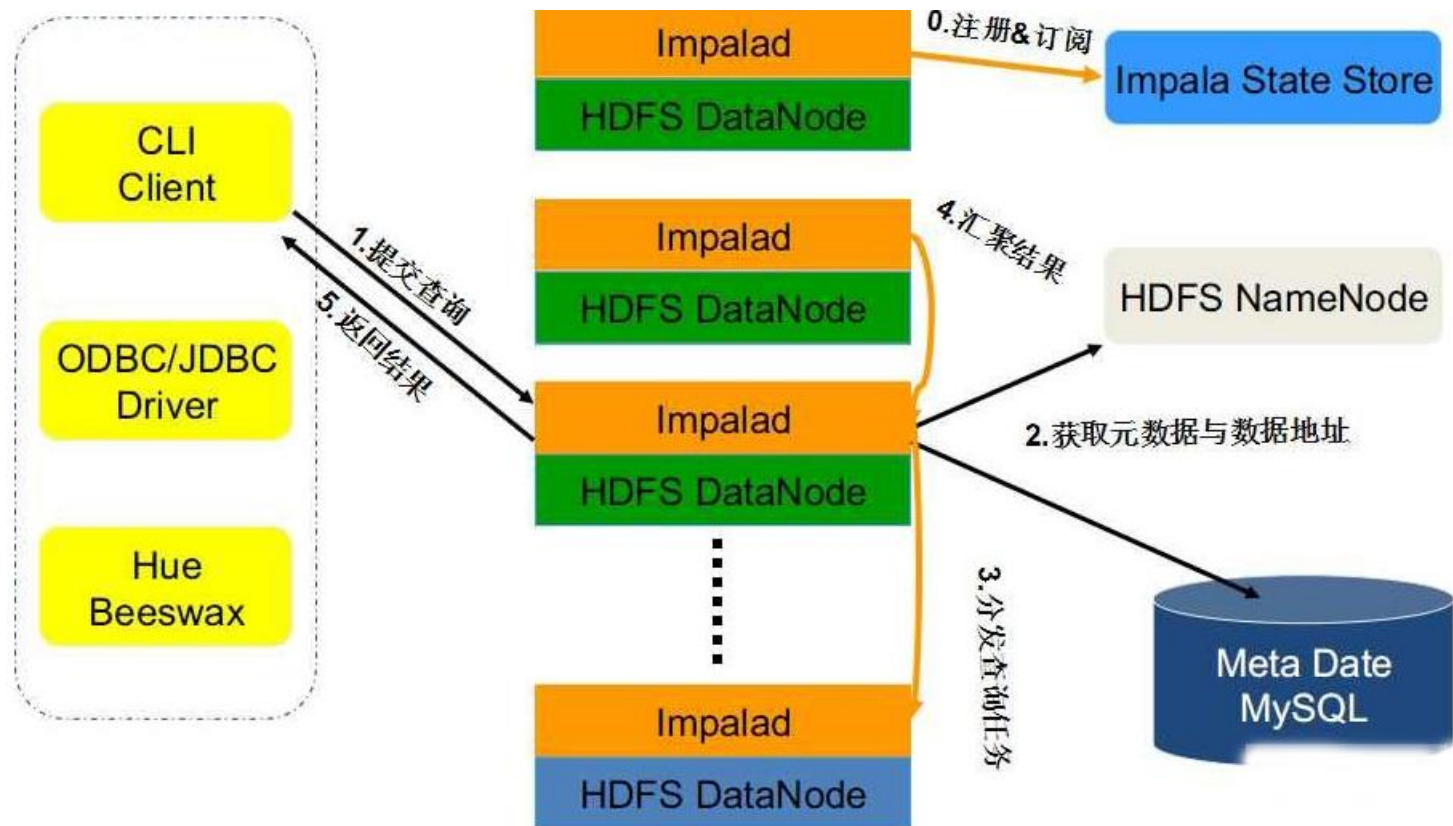 CLI
Client
ODBC/JDBC
Driver
Hue
Beeswax
1.提交查询
5.返回结果
Impalad
HDFS DataNode
Impalad
HDFS DataNode
Impalad
HDFS DataNode
Impalad
HDFS DataNode
0.注册&订阅
Impala State Store
4.汇聚结果
HDFS NameNode
2.获取元数据与数据地址
3.分发查询任务
Meta Date
MySQL